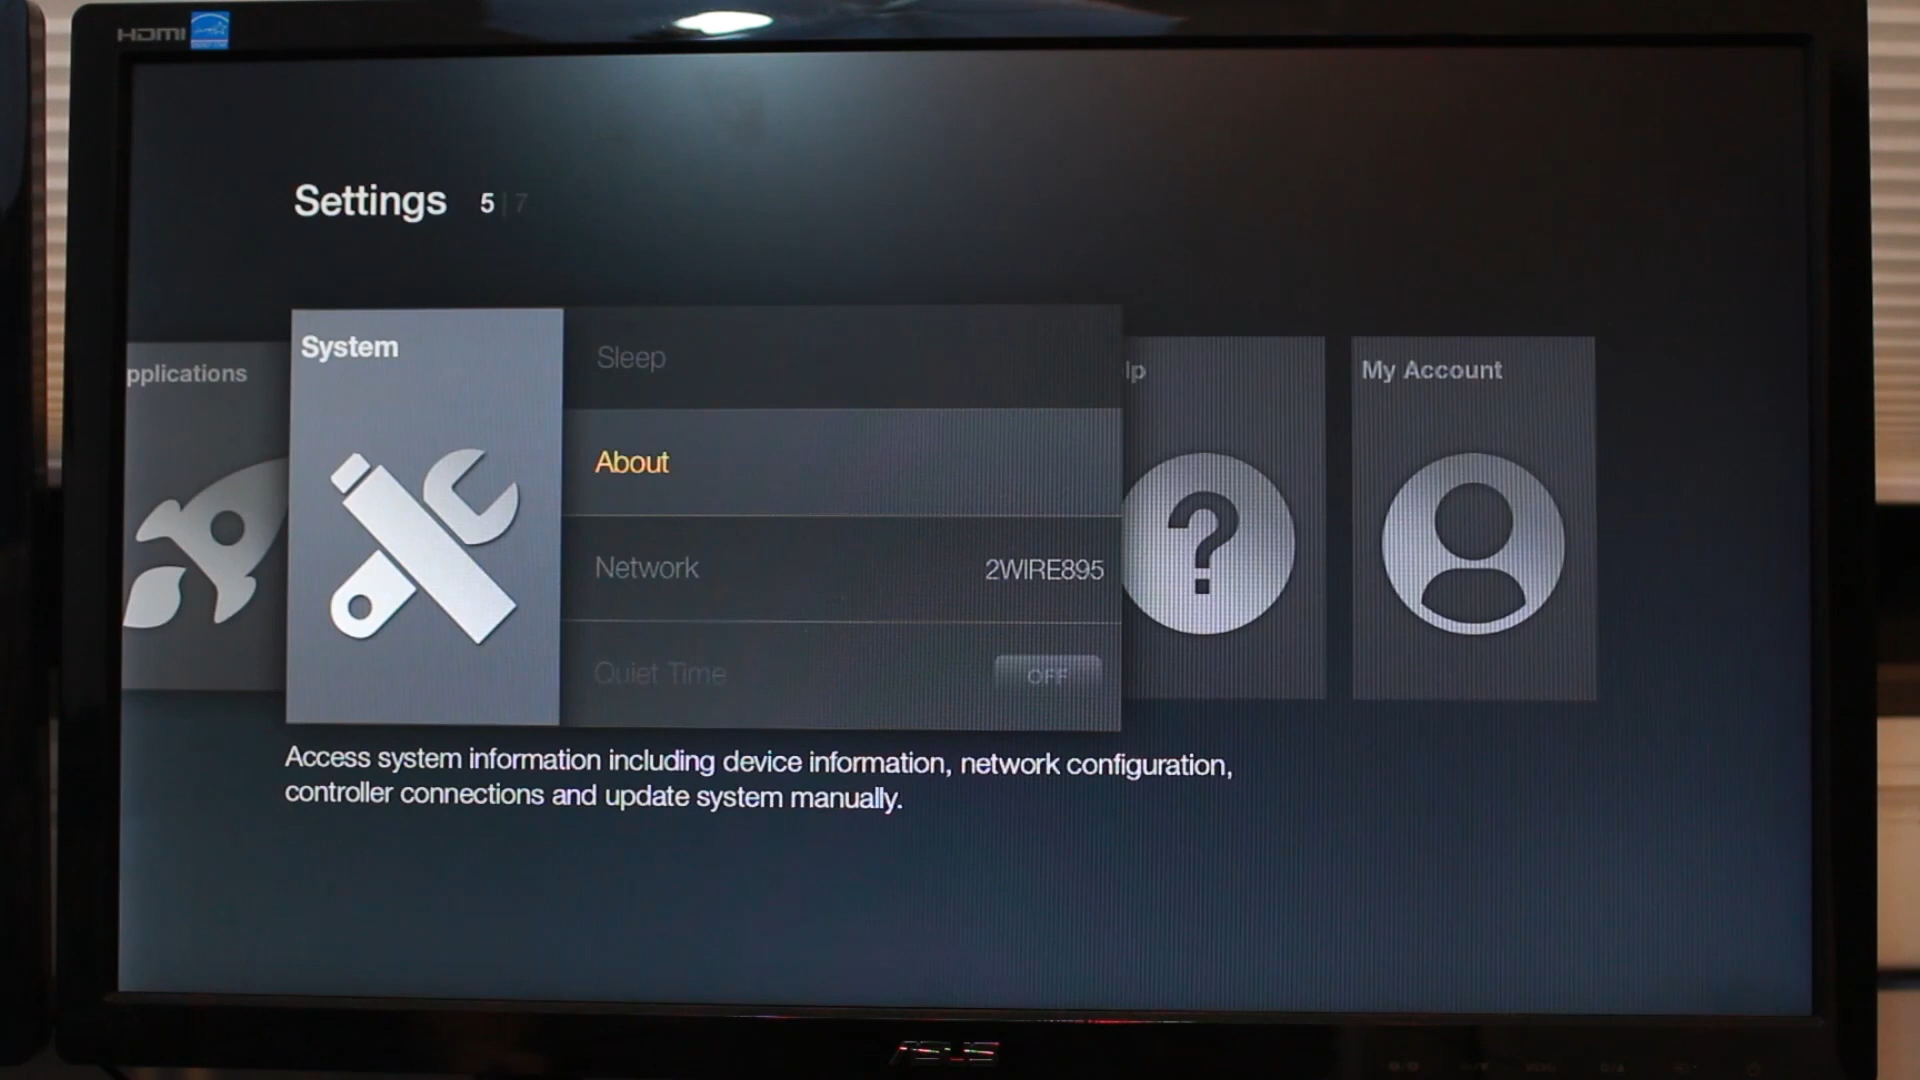 HDMI
Settings 5 | 7
pplications
System
Sleep
About
Network 2WIRE895
Quiet Time OFF
lp
My Account
Access system information including device information, network configuration,
controller connections and update system manually.
ASUS